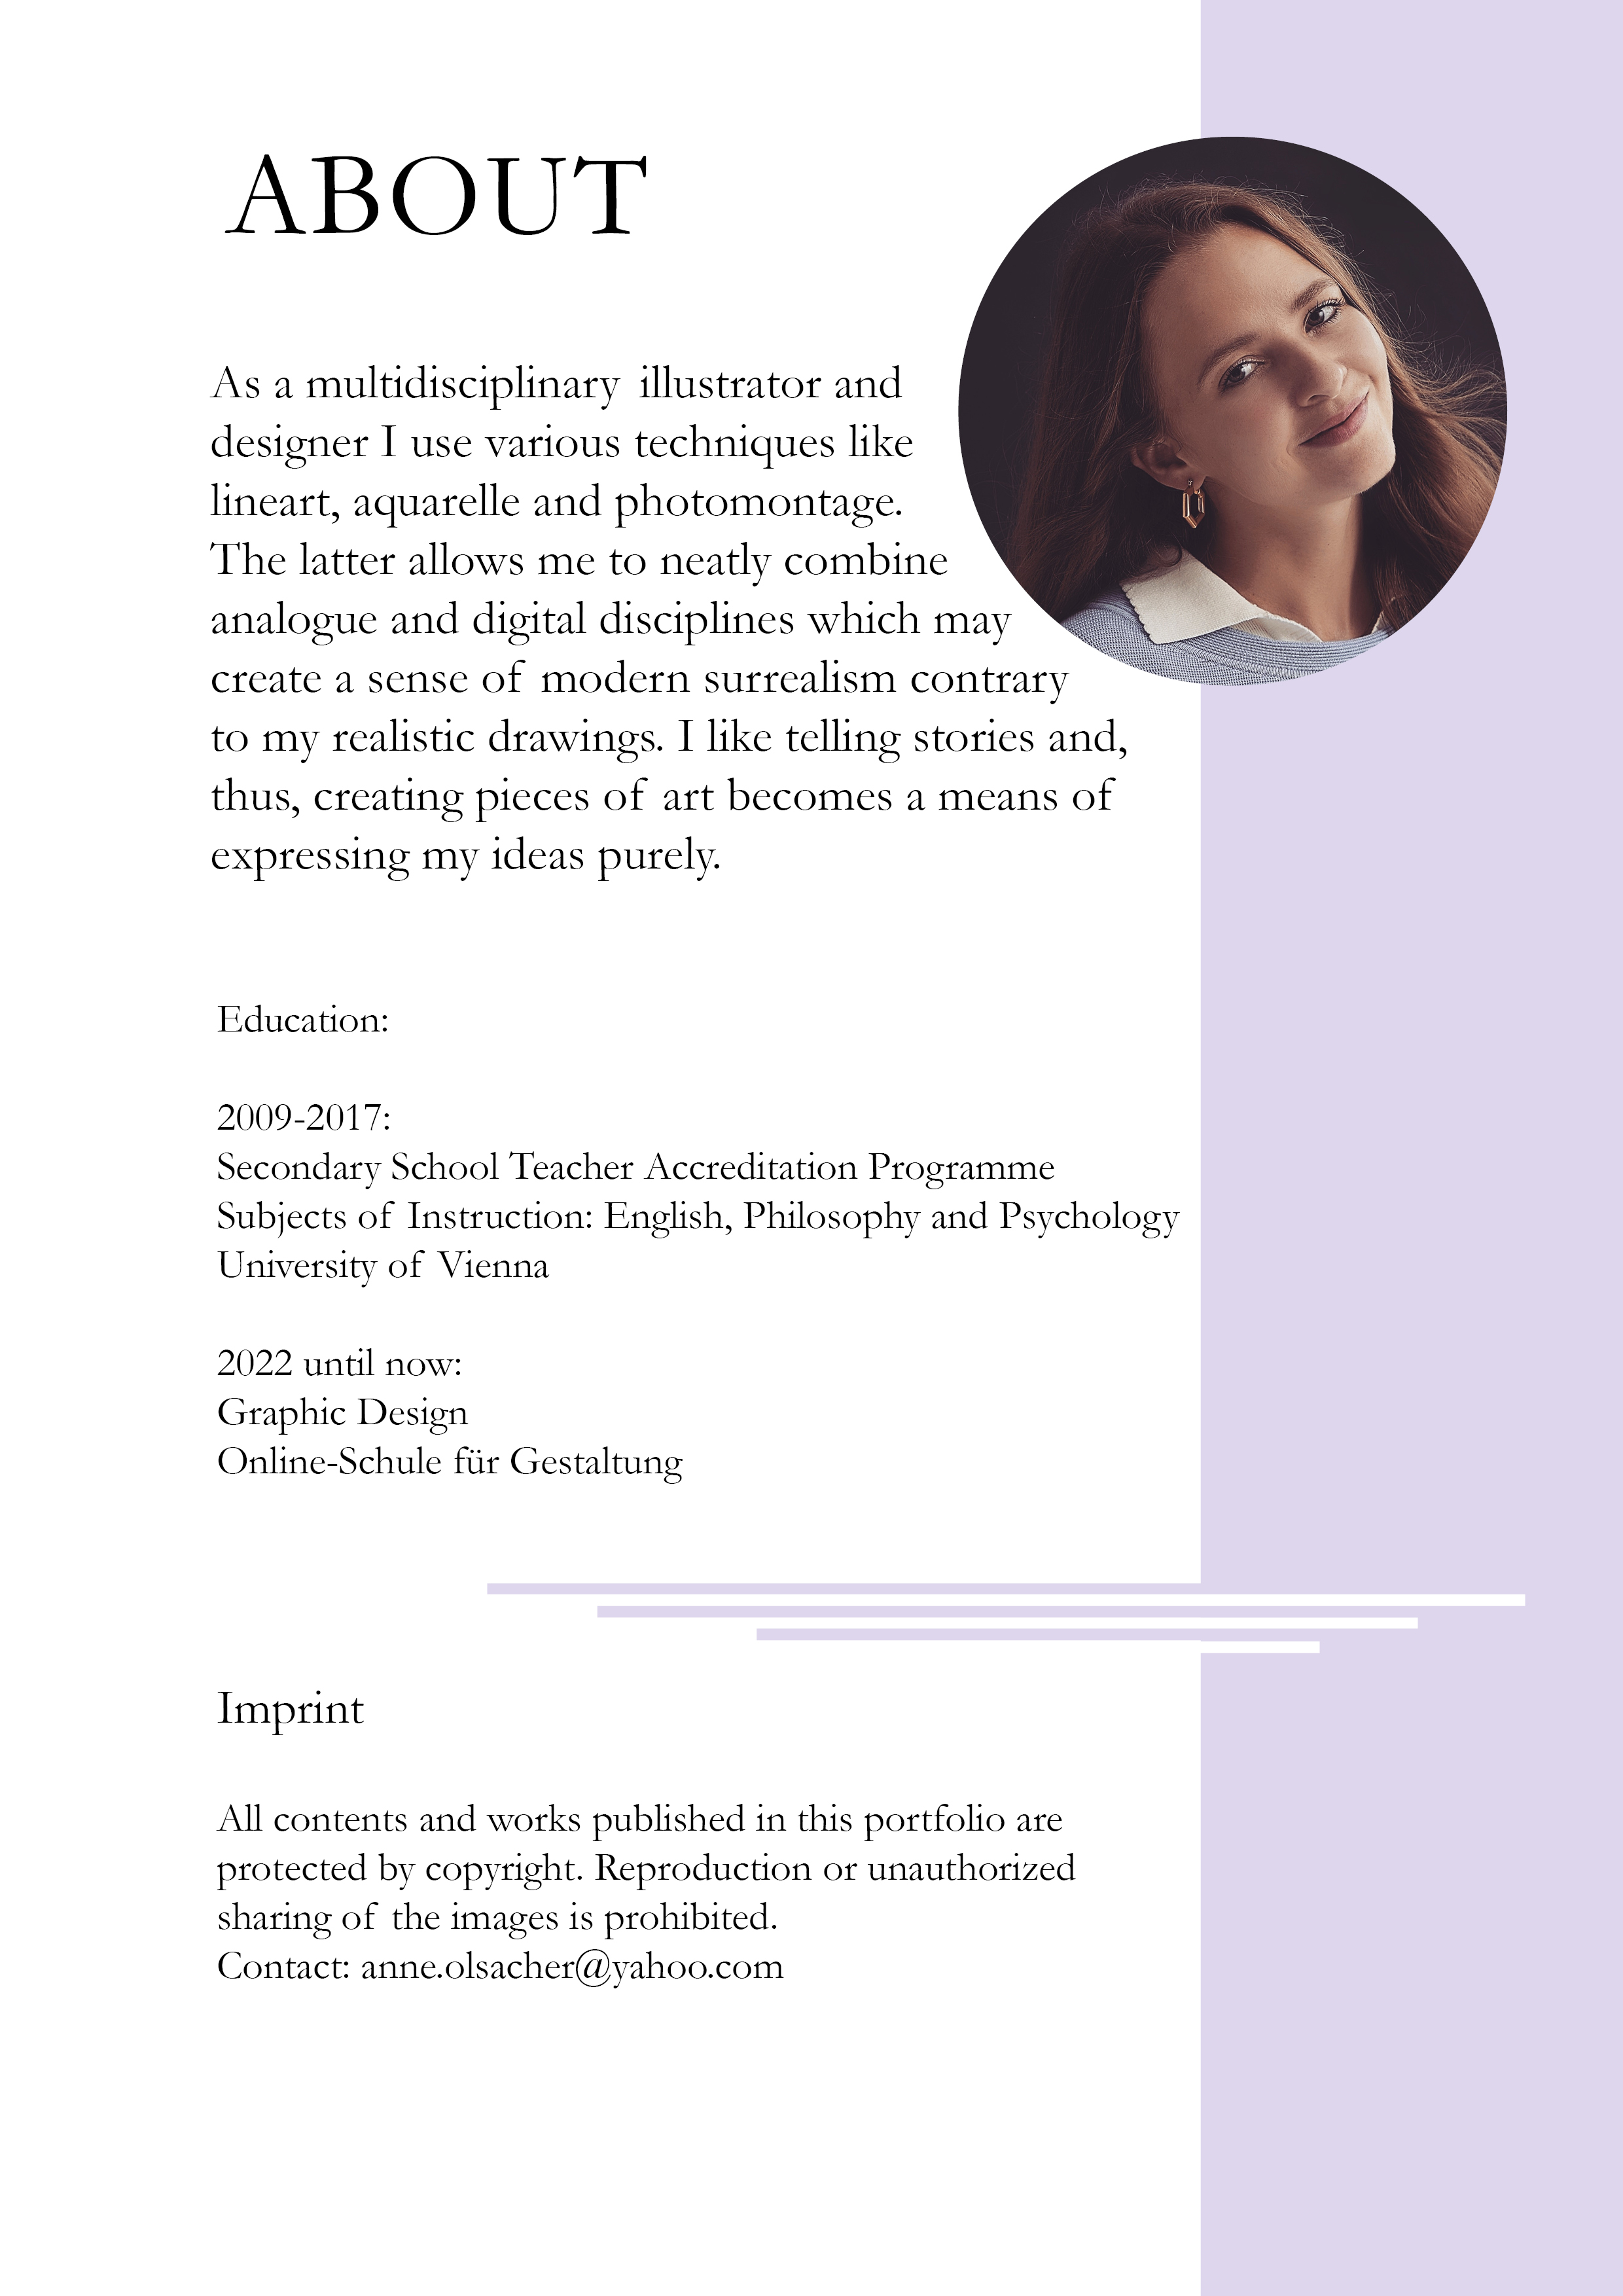 ABOUT
As a multidisciplinary illustrator and
designer I use various techniques like
lineart, aquarelle and photomontage.
The latter allows me to neatly combine
analogue and digital disciplines which may
create a sense of modern surrealism contrary
to my realistic drawings. I like telling stories and,
thus, creating pieces of art becomes a means of
expressing my ideas purely.
Education:
2009-2017:
Secondary School Teacher Accreditation Programme
Subjects of Instruction: English, Philosophy and Psychology
University of Vienna
2022 until now:
Graphic Design
Online-Schule für Gestaltung
Imprint
All contents and works published in this portfolio are
protected by copyright. Reproduction or unauthorized
sharing of the images is prohibited.
Contact: anne.olsacher@yahoo.com